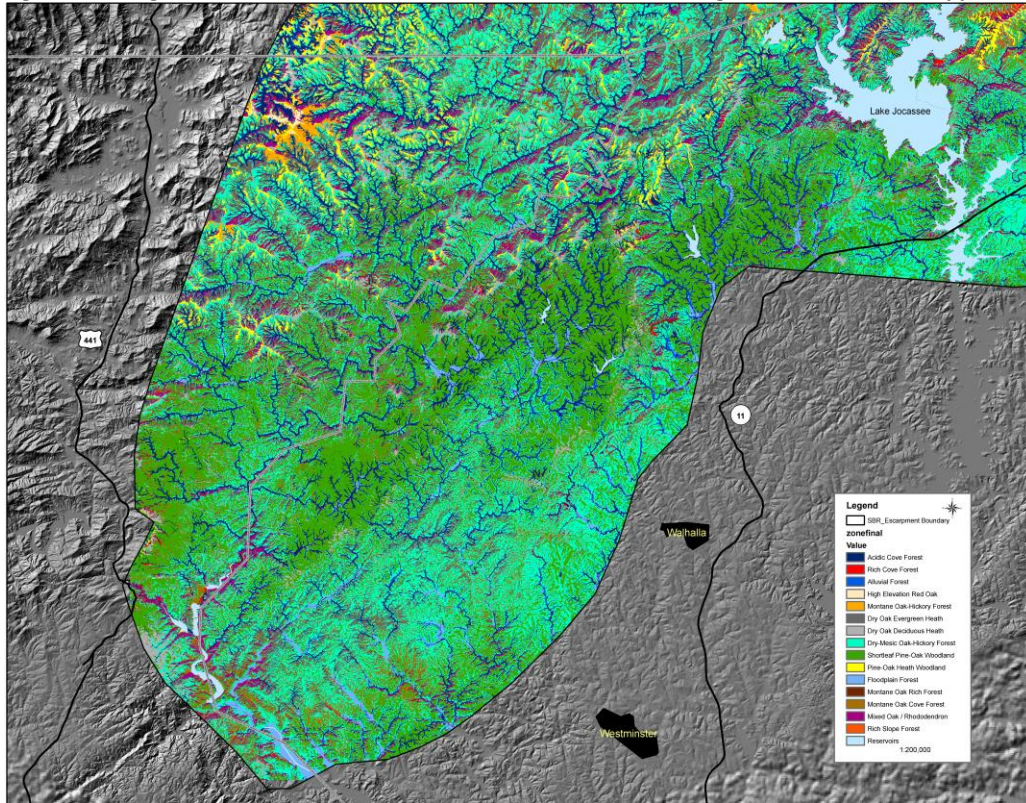 Lake Jocassee
441
11
Walhalla
Westminster
Legend
SBR_Escarpment Boundary
zonefinal
Value
Acidic Cove Forest
Rich Cove Forest
Alluvial Forest
High Elevation Red Oak
Montane Oak-Hickory Forest
Dry Oak Evergreen Heath
Dry Oak Deciduous Heath
Dry-Mesic Oak-Hickory Forest
Shortleaf Pine-Oak Woodland
Pine-Oak Heath Woodland
Floodplain Forest
Montane Oak Rich Forest
Montane Oak Cove Forest
Mixed Oak / Rhododendron
Rich Slope Forest
Reservoirs
1:200,000